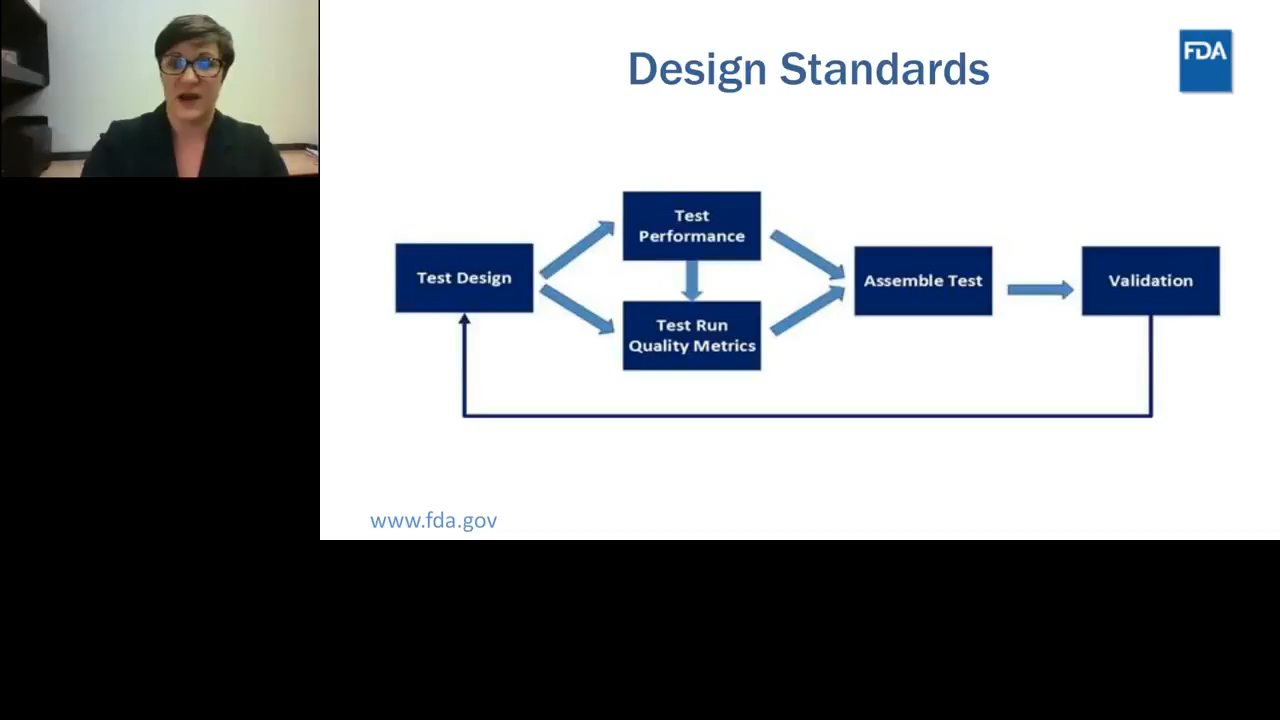 Design Standards
FDA
Test Design
Test
Performance
Test Run
Quality Metrics
Assemble Test
Validation
www.fda.gov